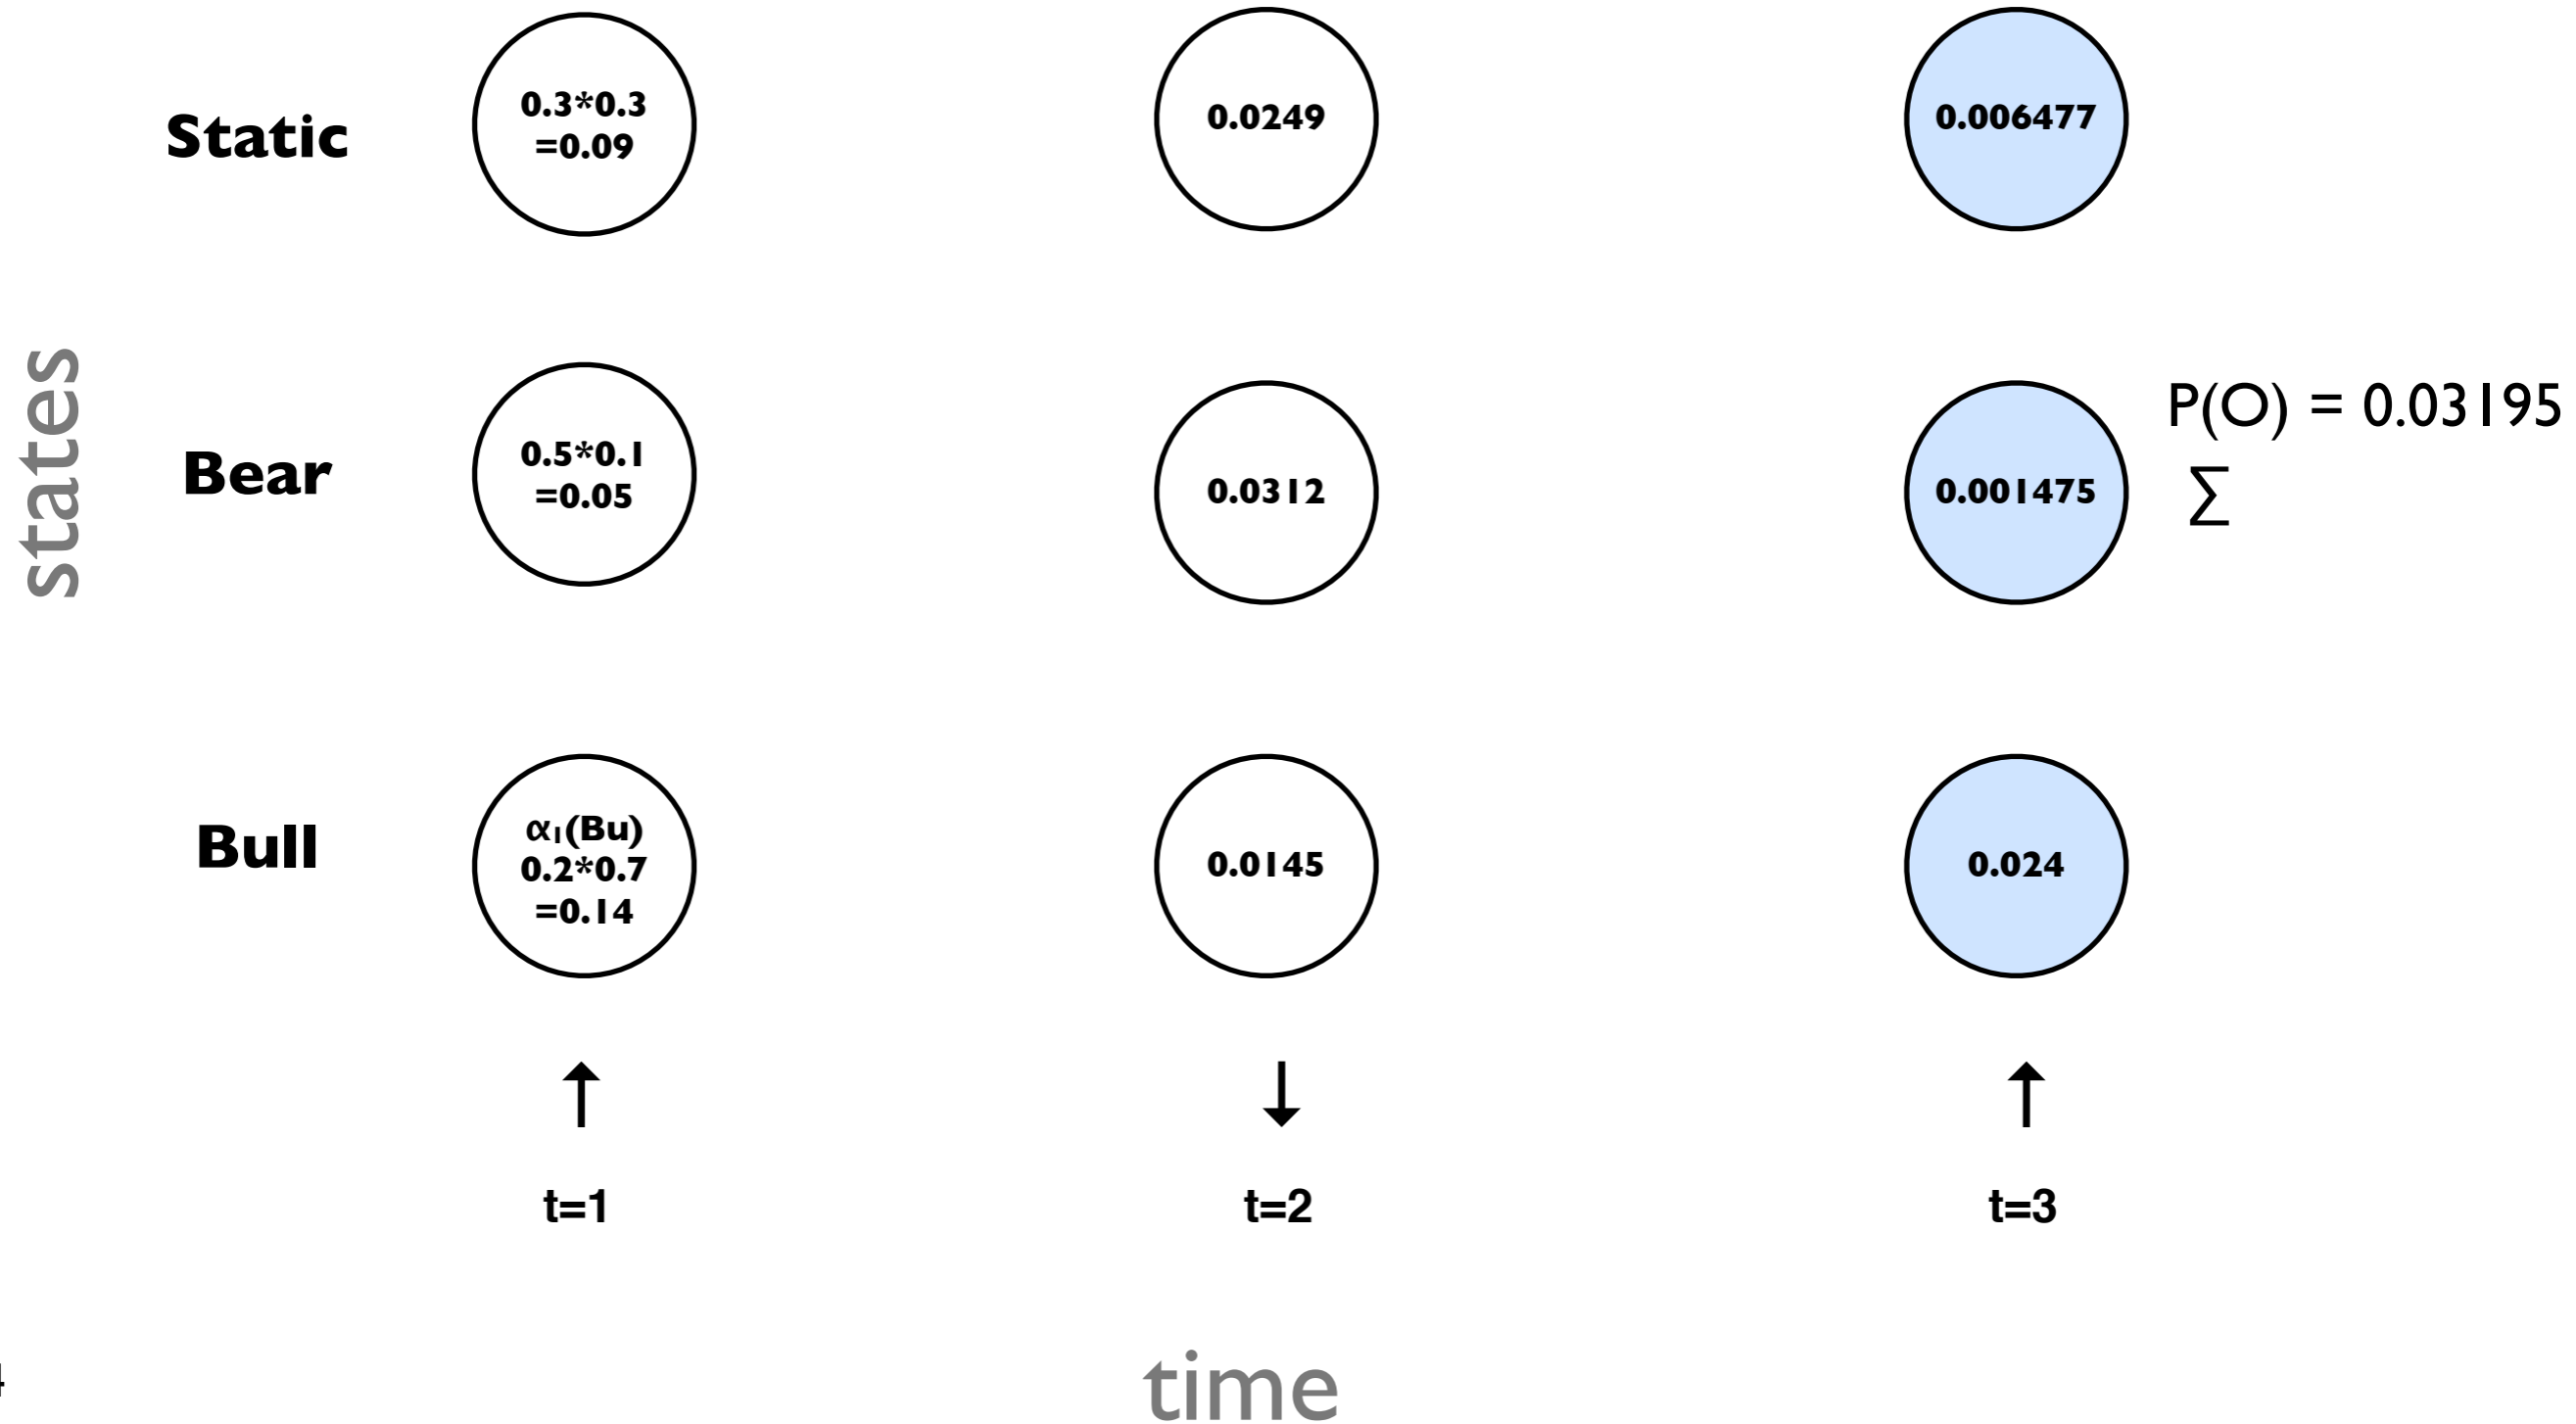 states
Static
0.3*0.3
=0.09
0.0249
0.006477
Bear
0.5*0.1
=0.05
0.0312
0.001475
P(O) = 0.03195
∑
Bull
α₁(Bu)
0.2*0.7
=0.14
0.0145
0.024
↑
↓
↑
t=1
t=2
t=3
time